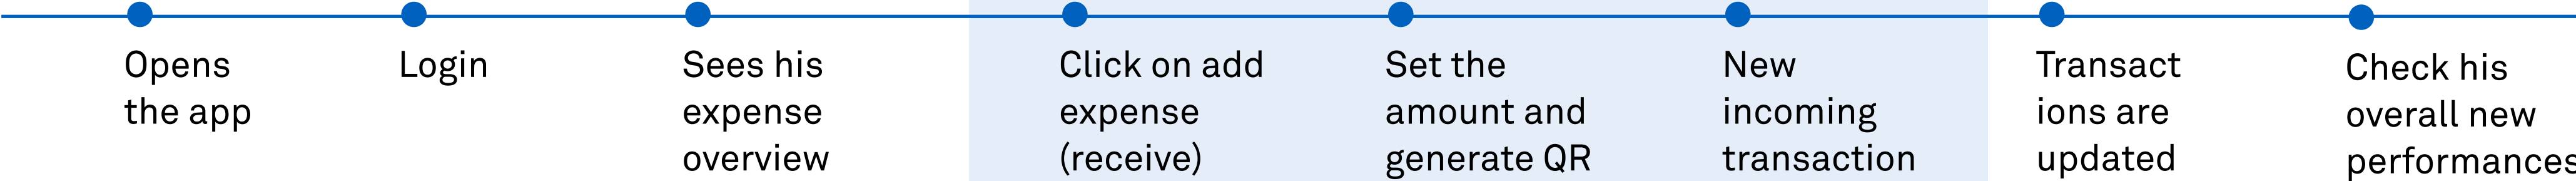 Opens
the app
Login
Sees his
expense
overview
Click on add
expense
(receive)
Set the
amount and
generate QR
New
incoming
transaction
Transact
ions are
updated
Check his
overall new
performances